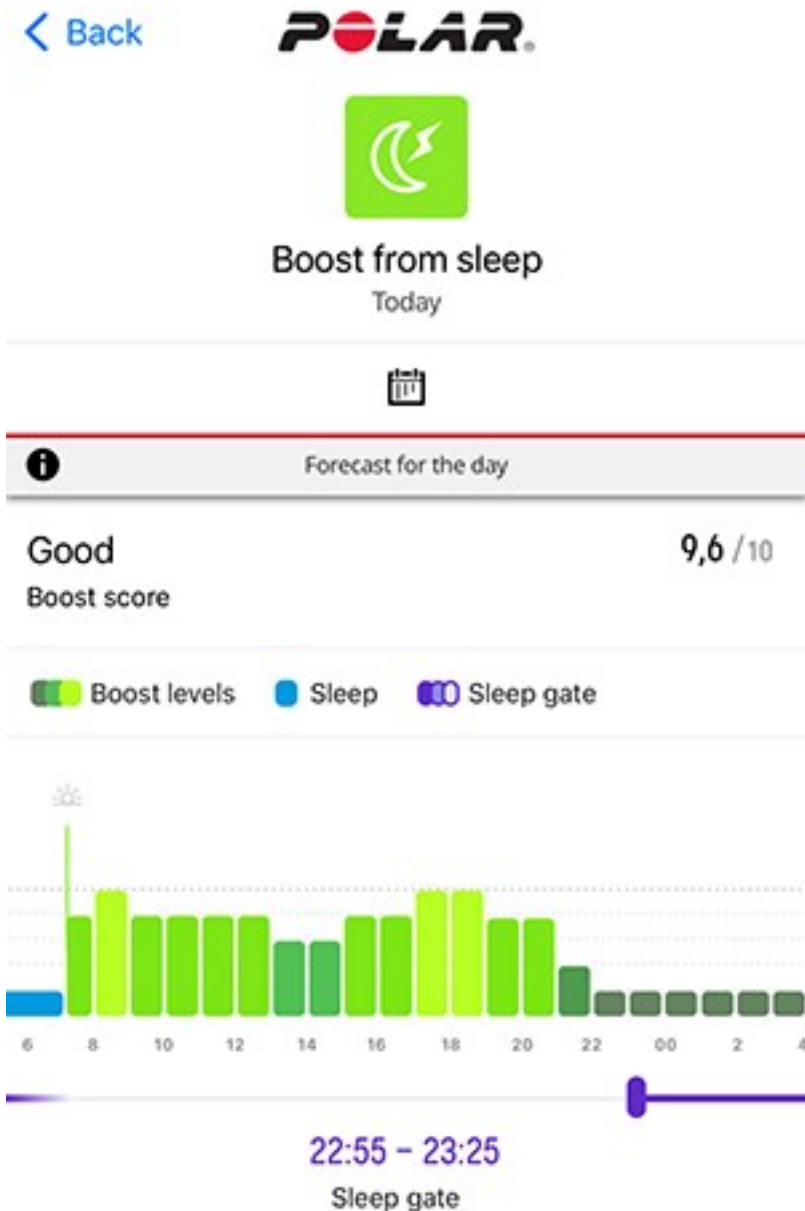 Back
POLAR.
Boost from sleep
Today
Forecast for the day
Good
9,6 /10
Boost score
Boost levels
Sleep
Sleep gate
6 8 10 12 14 16 18 20 22 00 2 4
22:55 – 23:25
Sleep gate